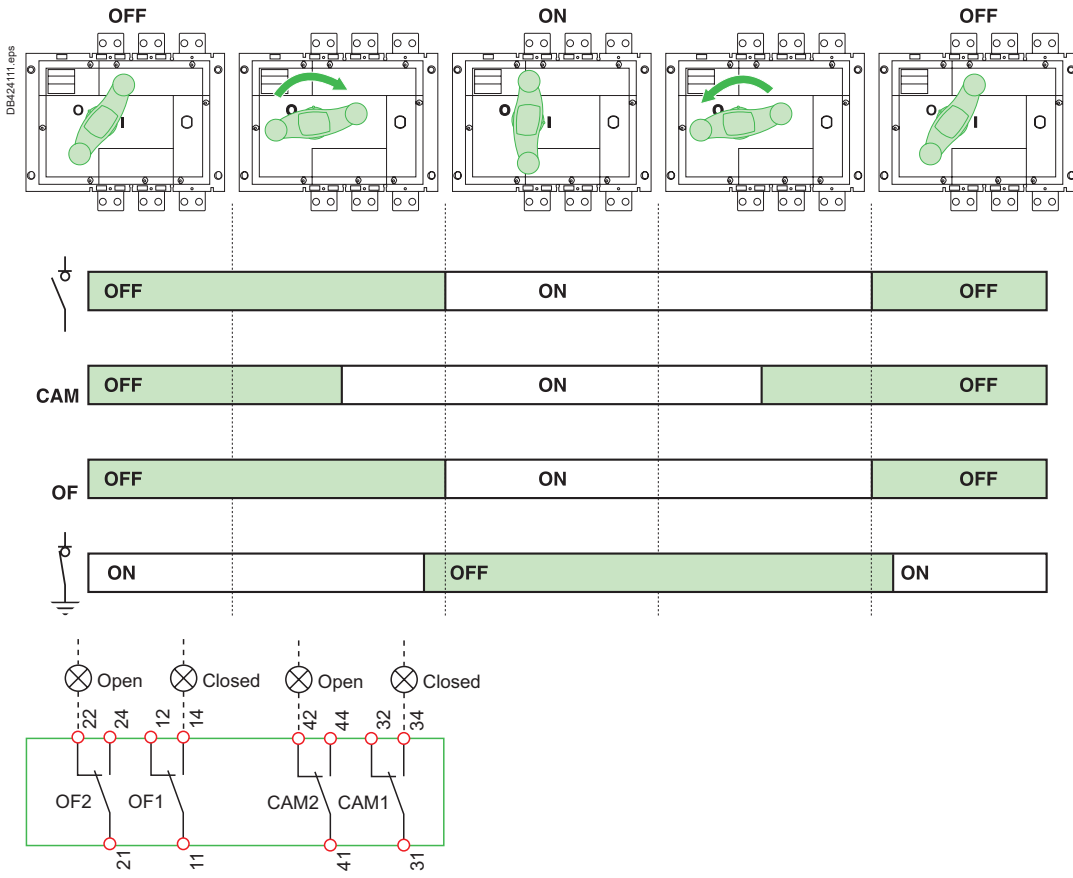 OFF ON OFF
DB424111.eps
O I O
O O
O I O
O O
O I O
OFF ON OFF
CAM OFF ON OFF
OF OFF ON OFF
ON OFF ON
Open Closed Open Closed
22 24 12 14 42 44 32 34
OF2 OF1 CAM2 CAM1
21 11 41 31